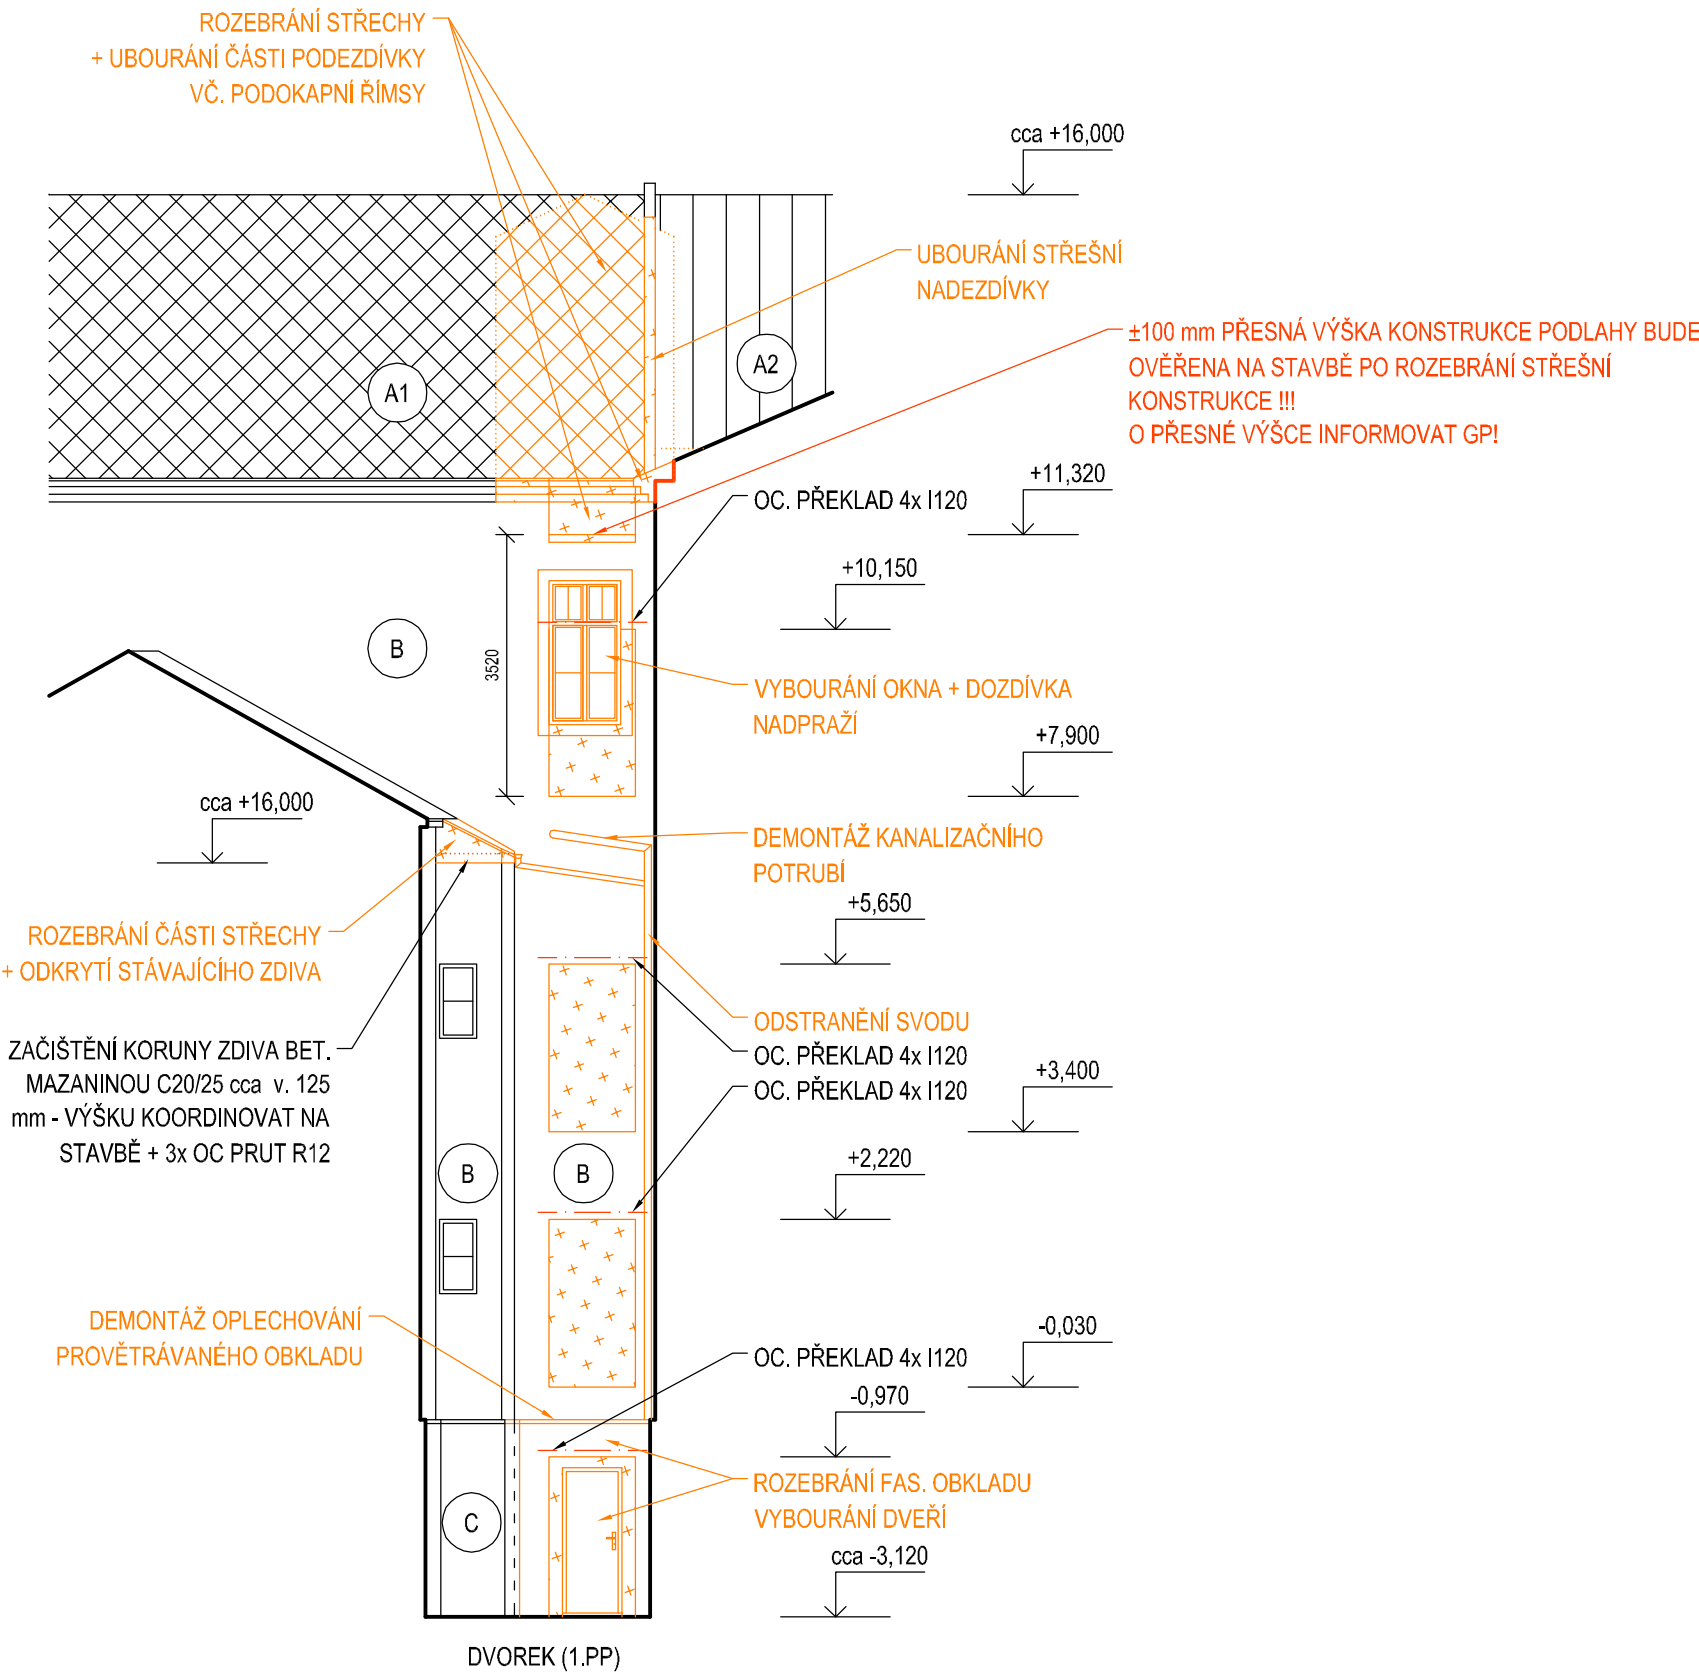 ROZEBRÁNÍ STŘECHY
+ UBOURÁNÍ ČÁSTI PODEZDÍVKY
VČ. PODOKAPNÍ ŘÍMSY
cca +16,000
UBOURÁNÍ STŘEŠNÍ
NADEZDÍVKY
±100 mm PŘESNÁ VÝŠKA KONSTRUKCE PODLAHY BUDE
OVĚŘENA NA STAVBĚ PO ROZEBRÁNÍ STŘEŠNÍ
KONSTRUKCE !!!
O PŘESNÉ VÝŠCE INFORMOVAT GP!
A1
A2
+11,320
OC. PŘEKLAD 4x I120
+10,150
B
3520
VYBOURÁNÍ OKNA + DOZDÍVKA
NADPRAŽÍ
+7,900
cca +16,000
DEMONTÁŽ KANALIZAČNÍHO
POTRUBÍ
+5,650
ROZEBRÁNÍ ČÁSTI STŘECHY
+ ODKRYTÍ STÁVAJÍCÍHO ZDIVA
ODSTRANĚNÍ SVODU
OC. PŘEKLAD 4x I120
OC. PŘEKLAD 4x I120
+3,400
ZAČIŠTĚNÍ KORUNY ZDIVA BET.
MAZANINOU C20/25 cca v. 125
mm - VÝŠKU KOORDINOVAT NA
STAVBĚ + 3x OC PRUT R12
B
B
+2,220
DEMONTÁŽ OPLECHOVÁNÍ
PROVĚTRÁVANÉHO OBKLADU
-0,030
OC. PŘEKLAD 4x I120
-0,970
ROZEBRÁNÍ FAS. OBKLADU
VYBOURÁNÍ DVEŘÍ
C
cca -3,120
DVOREK (1.PP)